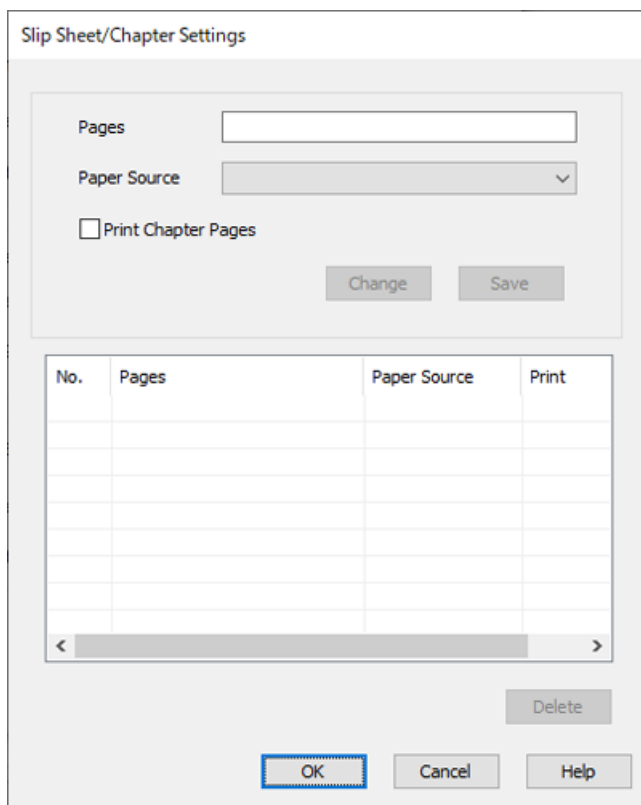 Slip Sheet/Chapter Settings
Pages
Paper Source
Print Chapter Pages
Change Save
No. Pages Paper Source Print
Delete
OK Cancel Help